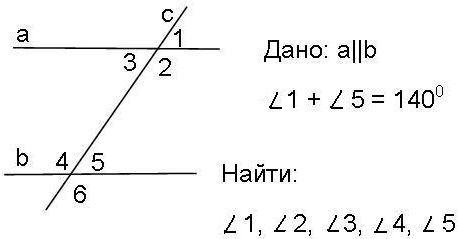 c
a 1
3 2
Дано: a||b
∠1 + ∠5 = 140⁰
b 4 5
6
Найти:
∠1, ∠2, ∠3, ∠4, ∠5